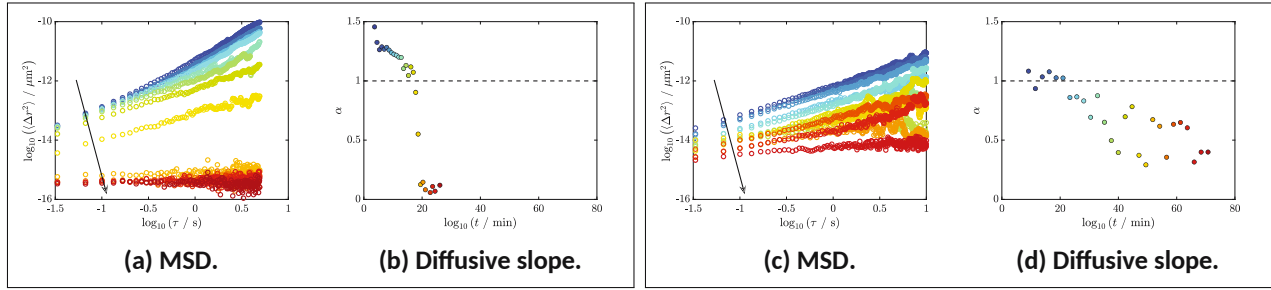 -10
-12
-14
-16
log10 (⟨Δr²⟩ / μm²)
-1.5 -1 -0.5 0 0.5 1
log10 (τ / s)
(a) MSD.
1.5
1
0.5
0
α
0 20 40 60 80
log10 (t / min)
(b) Diffusive slope.
-10
-12
-14
-16
log10 (⟨Δr²⟩ / μm²)
-1.5 -1 -0.5 0 0.5 1
log10 (τ / s)
(c) MSD.
1.5
1
0.5
0
α
0 20 40 60 80
log10 (t / min)
(d) Diffusive slope.